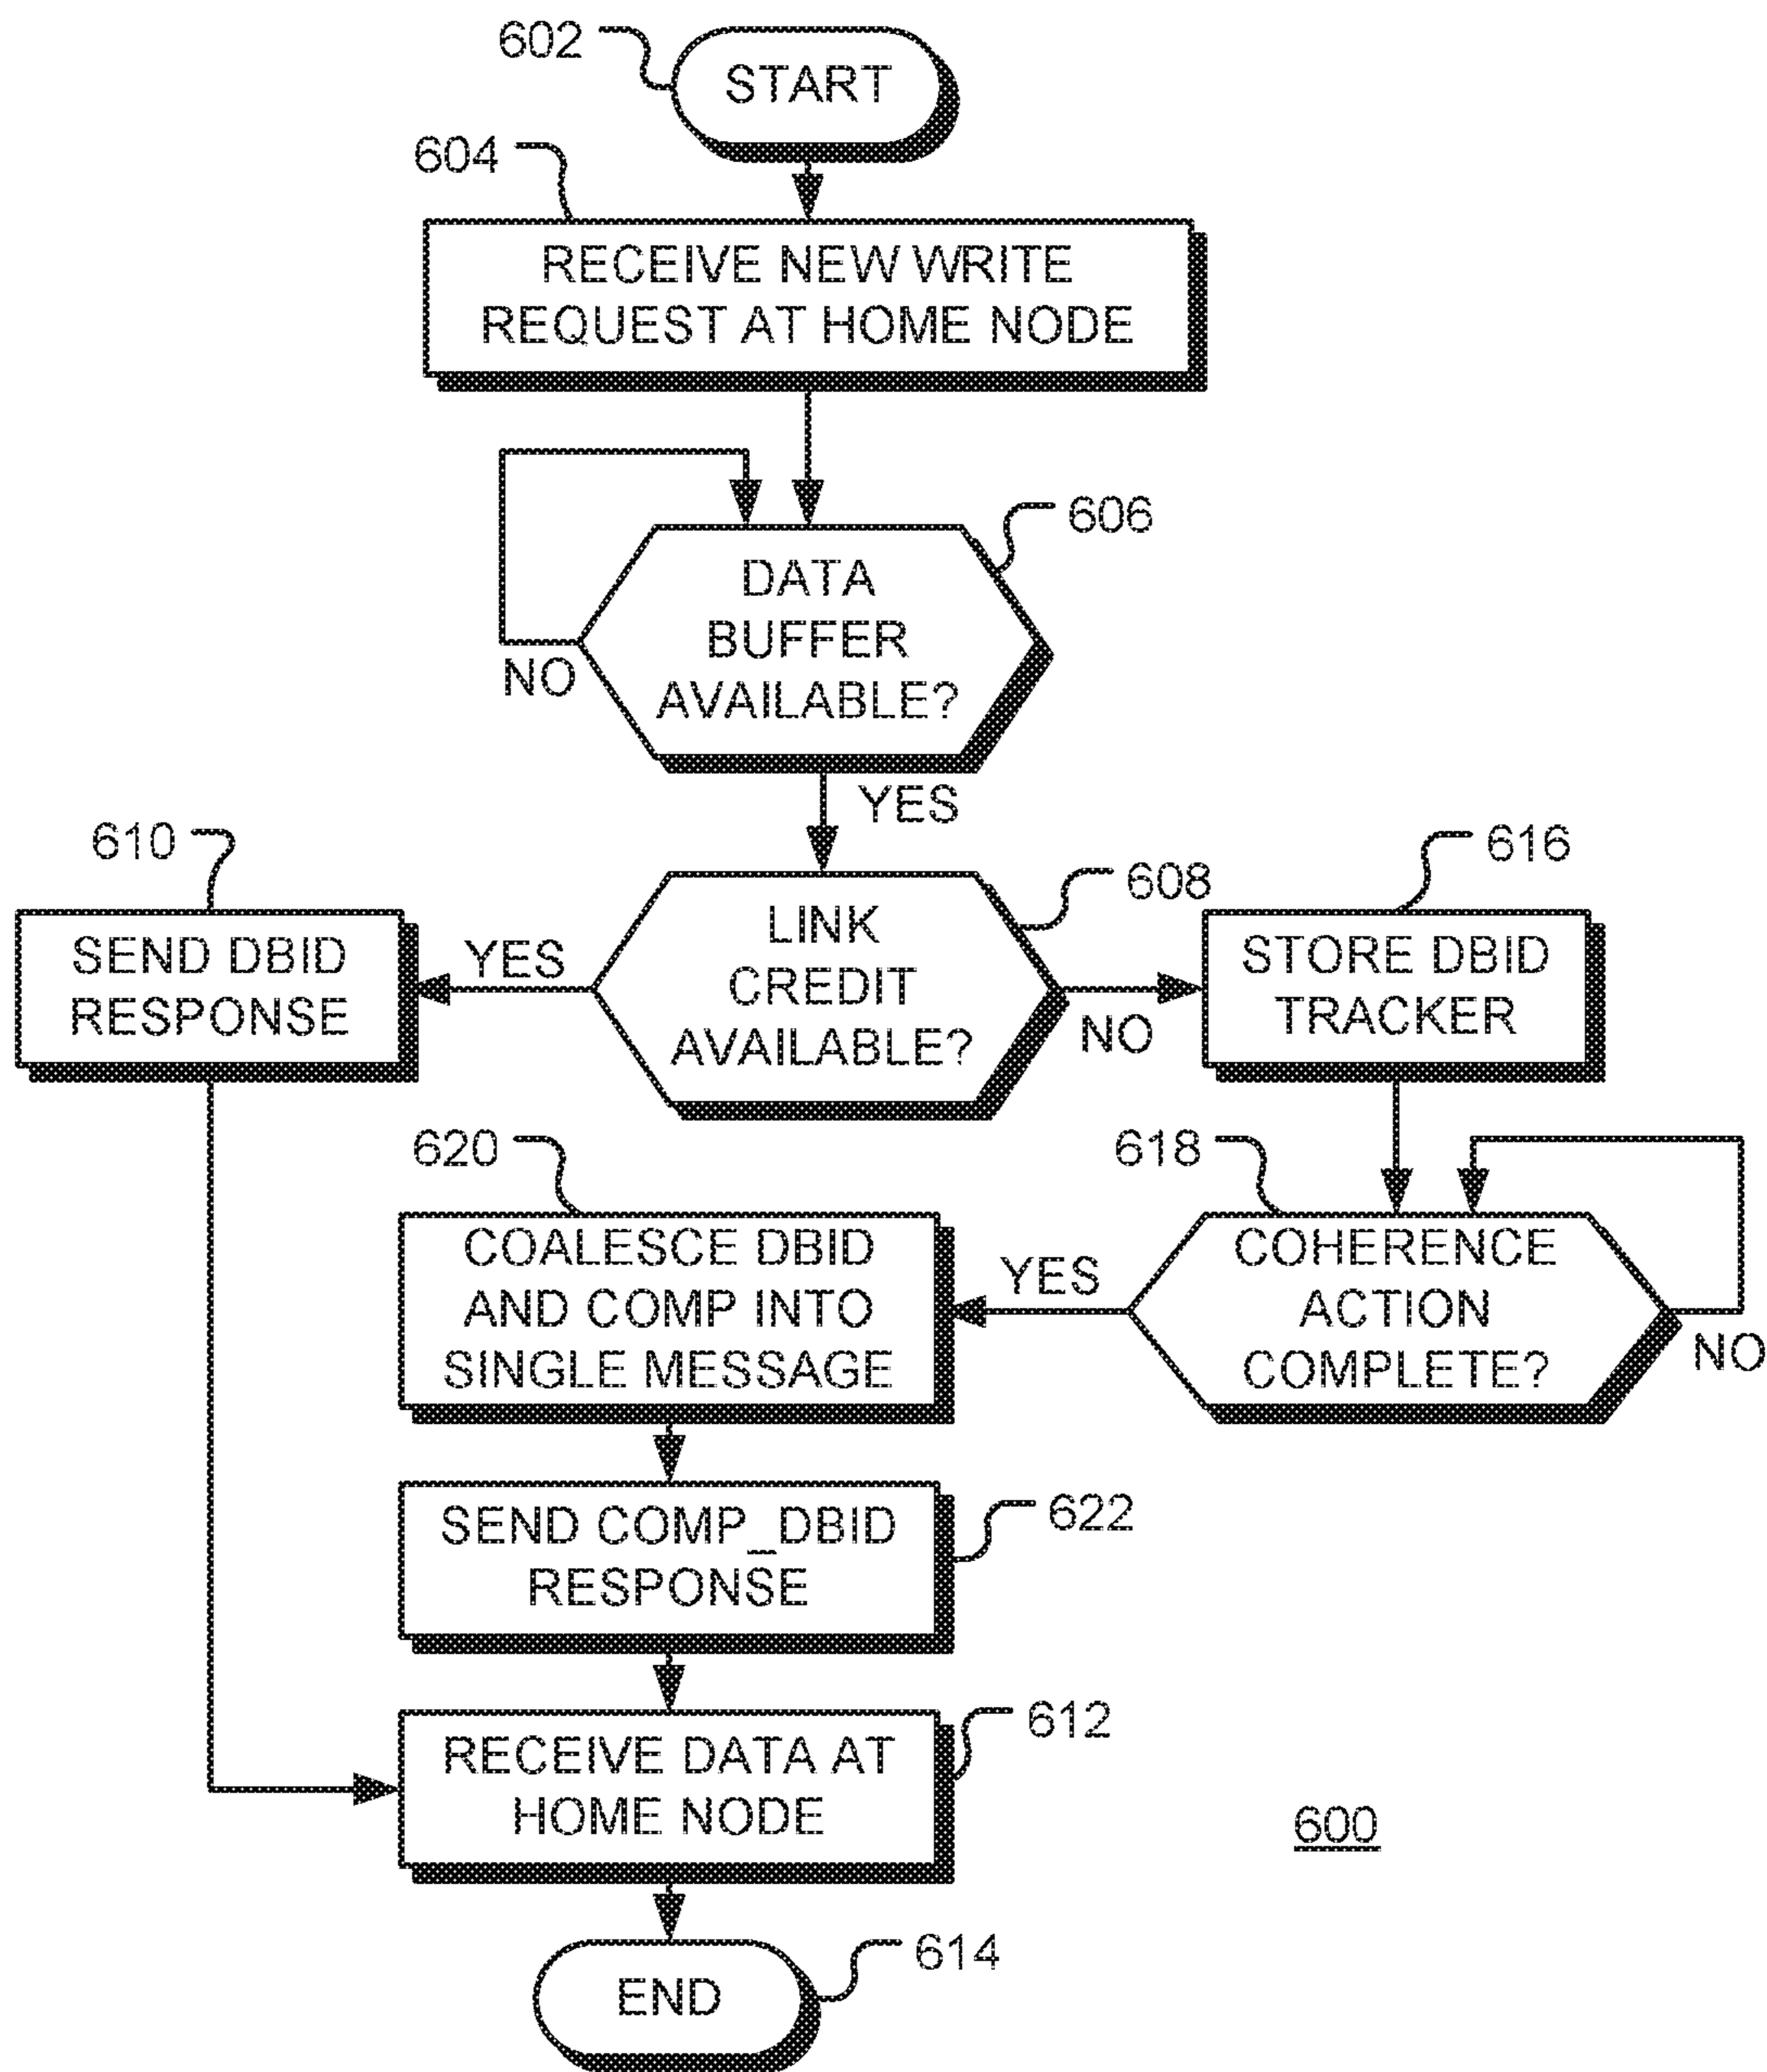 602
START
604
RECEIVE NEW WRITE
REQUEST AT HOME NODE
606
DATA
BUFFER
AVAILABLE?
NO
YES
610
608
616
SEND DBID
RESPONSE
YES
LINK
CREDIT
AVAILABLE?
NO
STORE DBID
TRACKER
620
618
COALESCE DBID
AND COMP INTO
SINGLE MESSAGE
YES
COHERENCE
ACTION
COMPLETE?
NO
SEND COMP_DBID
RESPONSE
622
RECEIVE DATA AT
HOME NODE
612
600
END
614